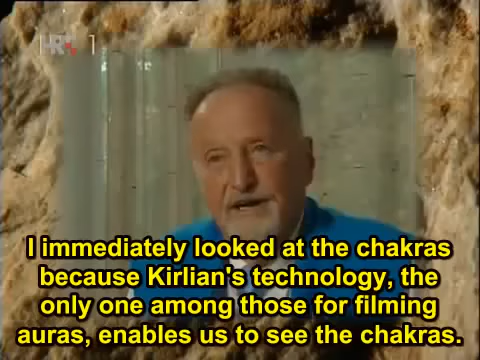 HRT 1
I immediately looked at the chakras
because Kirlian's technology, the
only one among those for filming
auras, enables us to see the chakras.